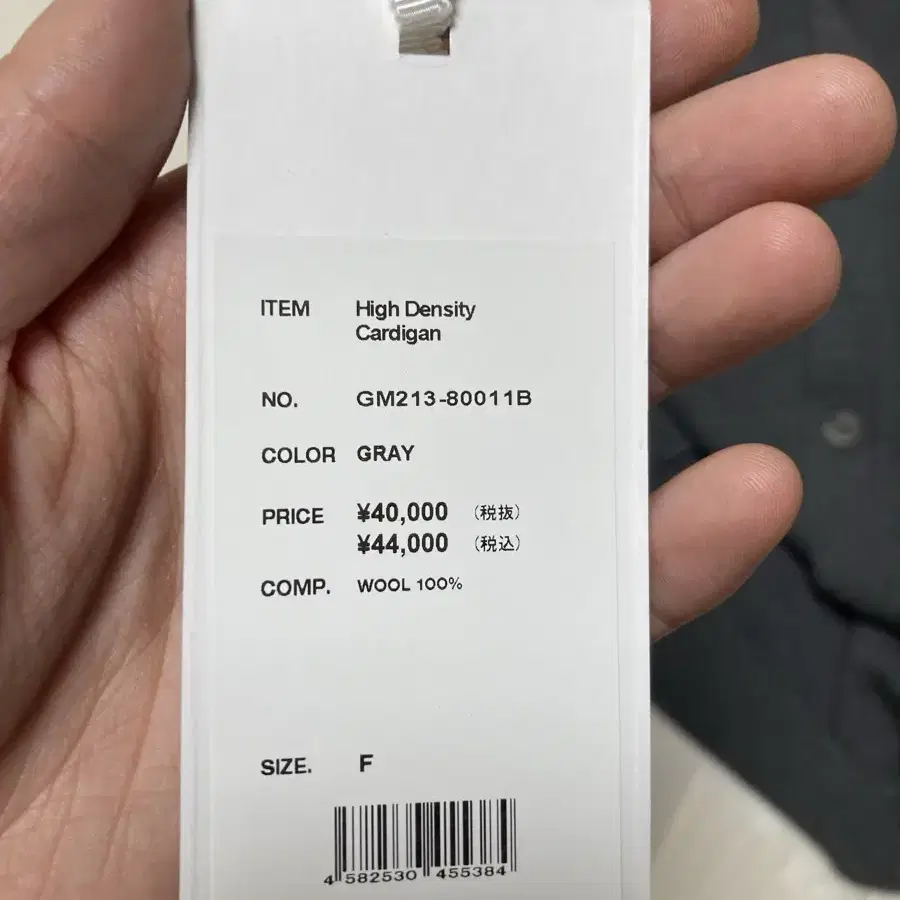 ITEM High Density
Cardigan
NO. GM213-80011B
COLOR GRAY
PRICE ¥40,000 (税抜)
¥44,000 (税込)
COMP. WOOL 100%
SIZE. F
4 582530 455384